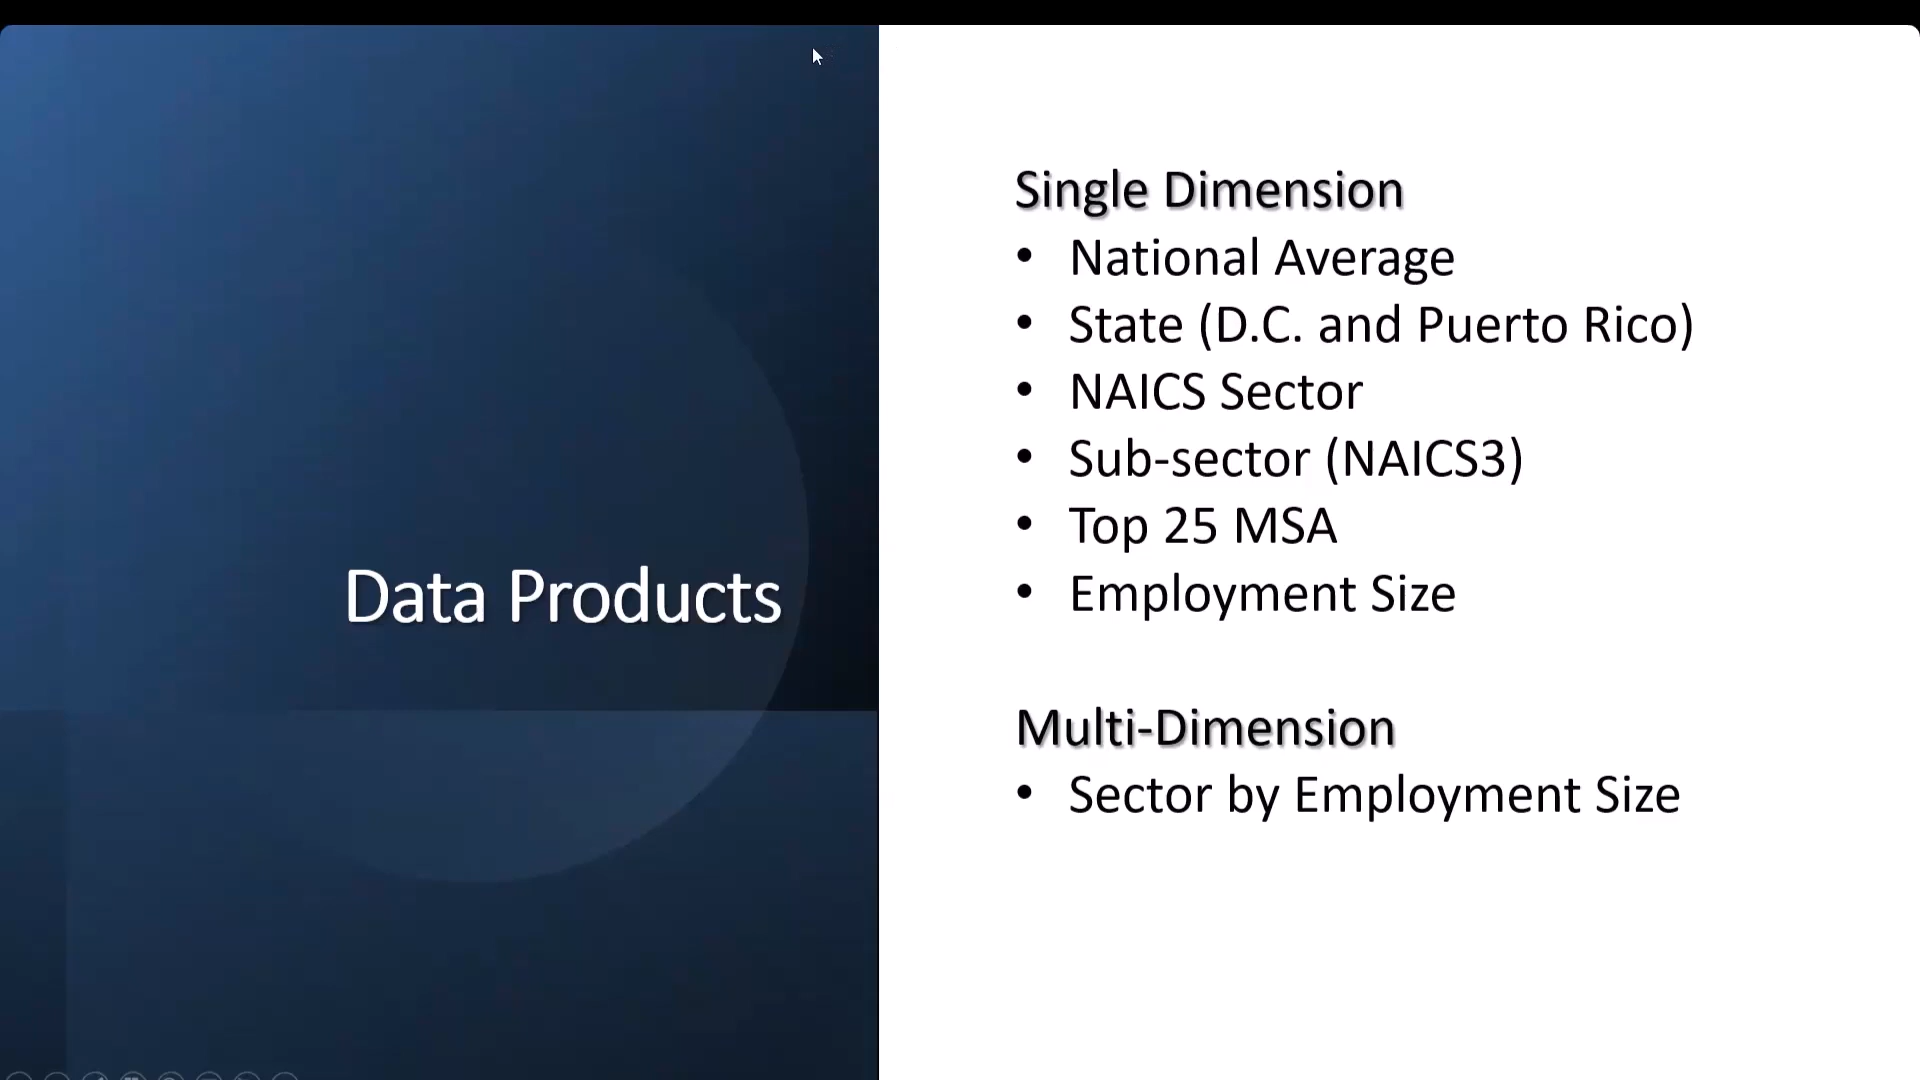 Data Products
Single Dimension
• National Average
• State (D.C. and Puerto Rico)
• NAICS Sector
• Sub-sector (NAICS3)
• Top 25 MSA
• Employment Size
Multi-Dimension
• Sector by Employment Size